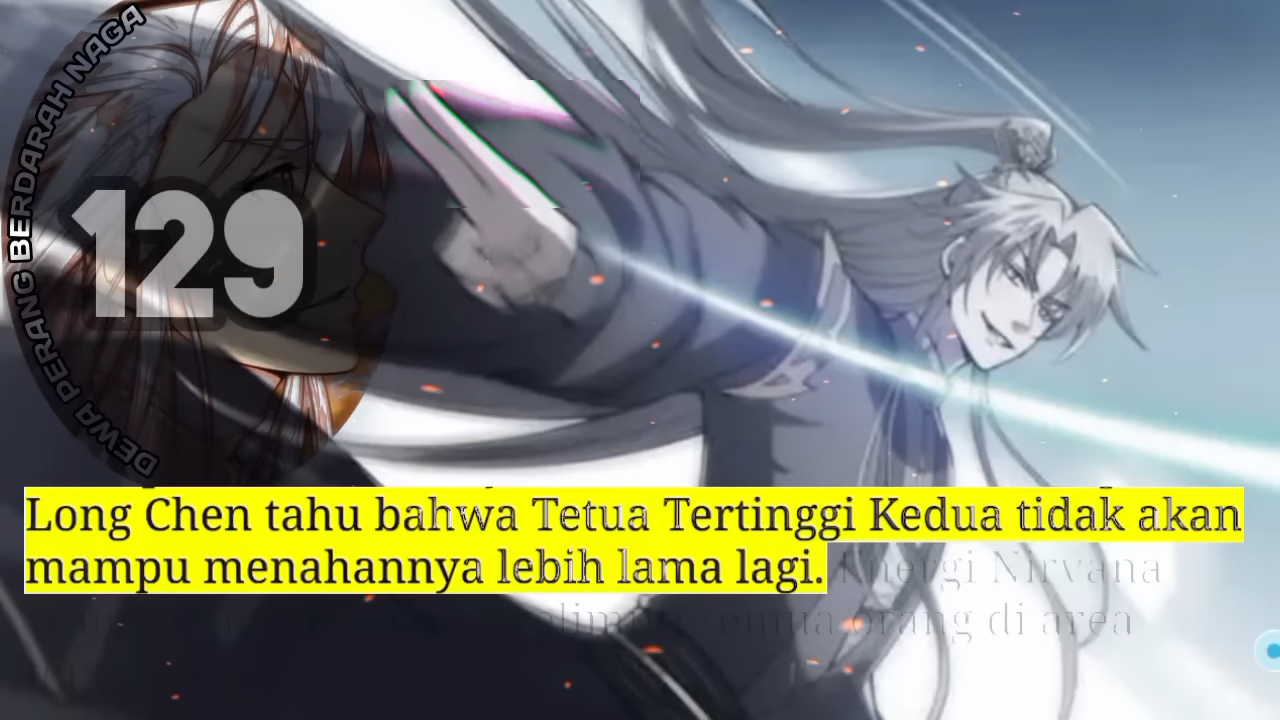 DEWA PERANG BERDARAH NAGA
129
Long Chen tahu bahwa Tetua Tertinggi Kedua tidak akan
mampu menahannya lebih lama lagi. Energi Nirvana
semua orang di area